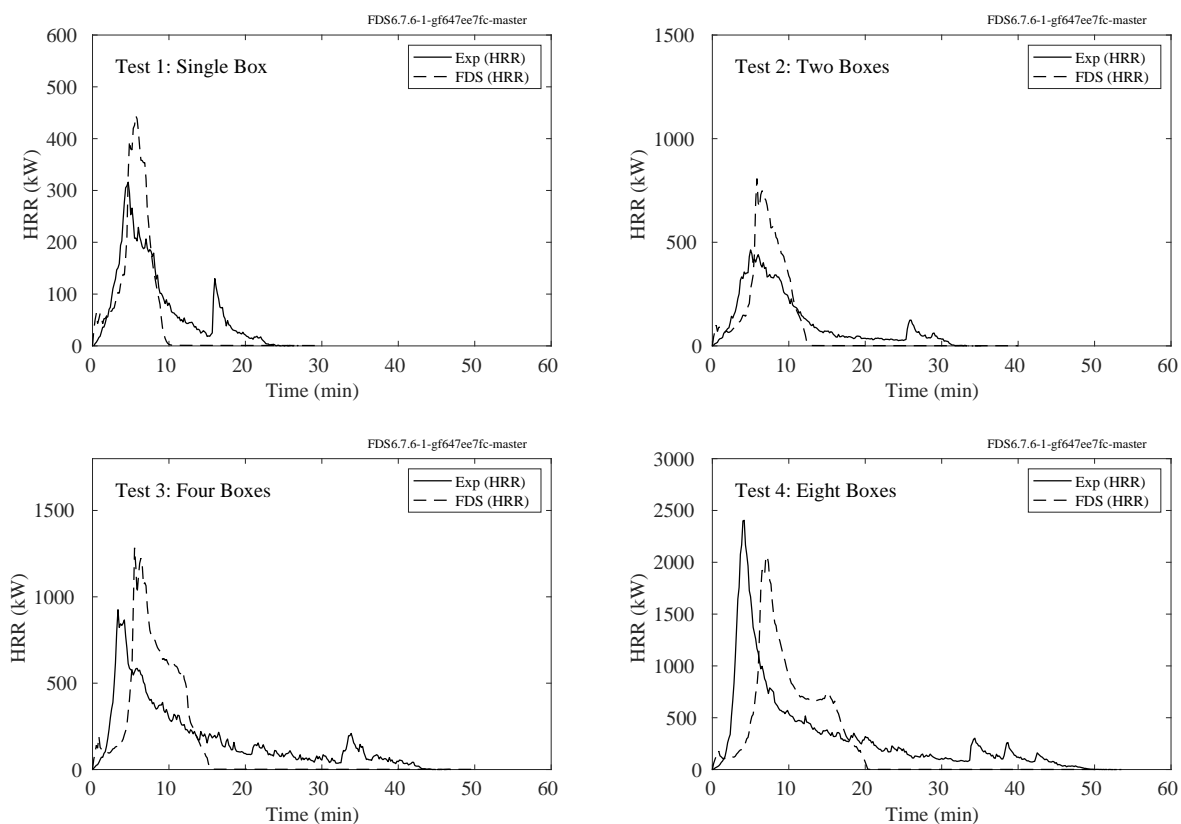 FDS6.7.6-1-gf647ee7fc-master
Test 1: Single Box
Exp (HRR)
FDS (HRR)
HRR (kW)
600
500
400
300
200
100
0
0 10 20 30 40 50 60
Time (min)
FDS6.7.6-1-gf647ee7fc-master
Test 2: Two Boxes
Exp (HRR)
FDS (HRR)
HRR (kW)
1500
1000
500
0
0 10 20 30 40 50 60
Time (min)
FDS6.7.6-1-gf647ee7fc-master
Test 3: Four Boxes
Exp (HRR)
FDS (HRR)
HRR (kW)
1500
1000
500
0
0 10 20 30 40 50 60
Time (min)
FDS6.7.6-1-gf647ee7fc-master
Test 4: Eight Boxes
Exp (HRR)
FDS (HRR)
HRR (kW)
3000
2500
2000
1500
1000
500
0
0 10 20 30 40 50 60
Time (min)